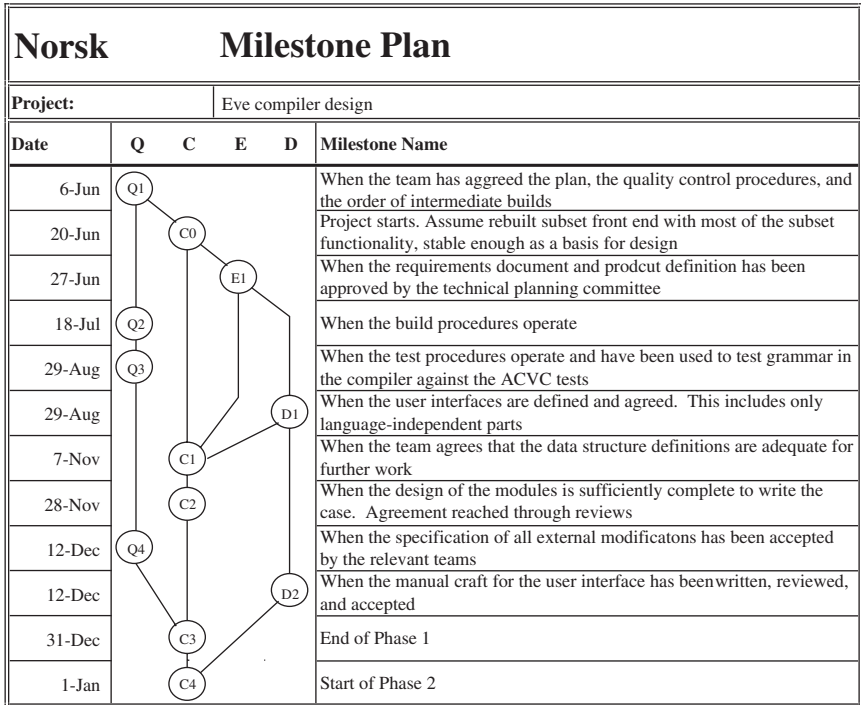 Norsk Milestone Plan
Project: Eve compiler design
Date Q C E D Milestone Name
6-Jun Q1 When the team has aggreed the plan, the quality control procedures, and
the order of intermediate builds
20-Jun C0 Project starts. Assume rebuilt subset front end with most of the subset
functionality, stable enough as a basis for design
27-Jun E1 When the requirements document and prodcut definition has been
approved by the technical planning committee
18-Jul Q2 When the build procedures operate
29-Aug Q3 When the test procedures operate and have been used to test grammar in
the compiler against the ACVC tests
29-Aug D1 When the user interfaces are defined and agreed. This includes only
language-independent parts
7-Nov C1 When the team agrees that the data structure definitions are adequate for
further work
28-Nov C2 When the design of the modules is sufficiently complete to write the
case. Agreement reached through reviews
12-Dec Q4 When the specification of all external modificatons has been accepted
by the relevant teams
12-Dec D2 When the manual craft for the user interface has beenwritten, reviewed,
and accepted
31-Dec C3 End of Phase 1
1-Jan C4 Start of Phase 2